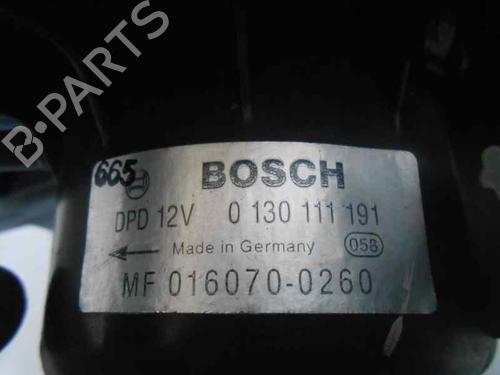 B-PARTS
665 BOSCH
DPD 12V 0 130 111 191
Made in Germany 058
MF 016070-0260